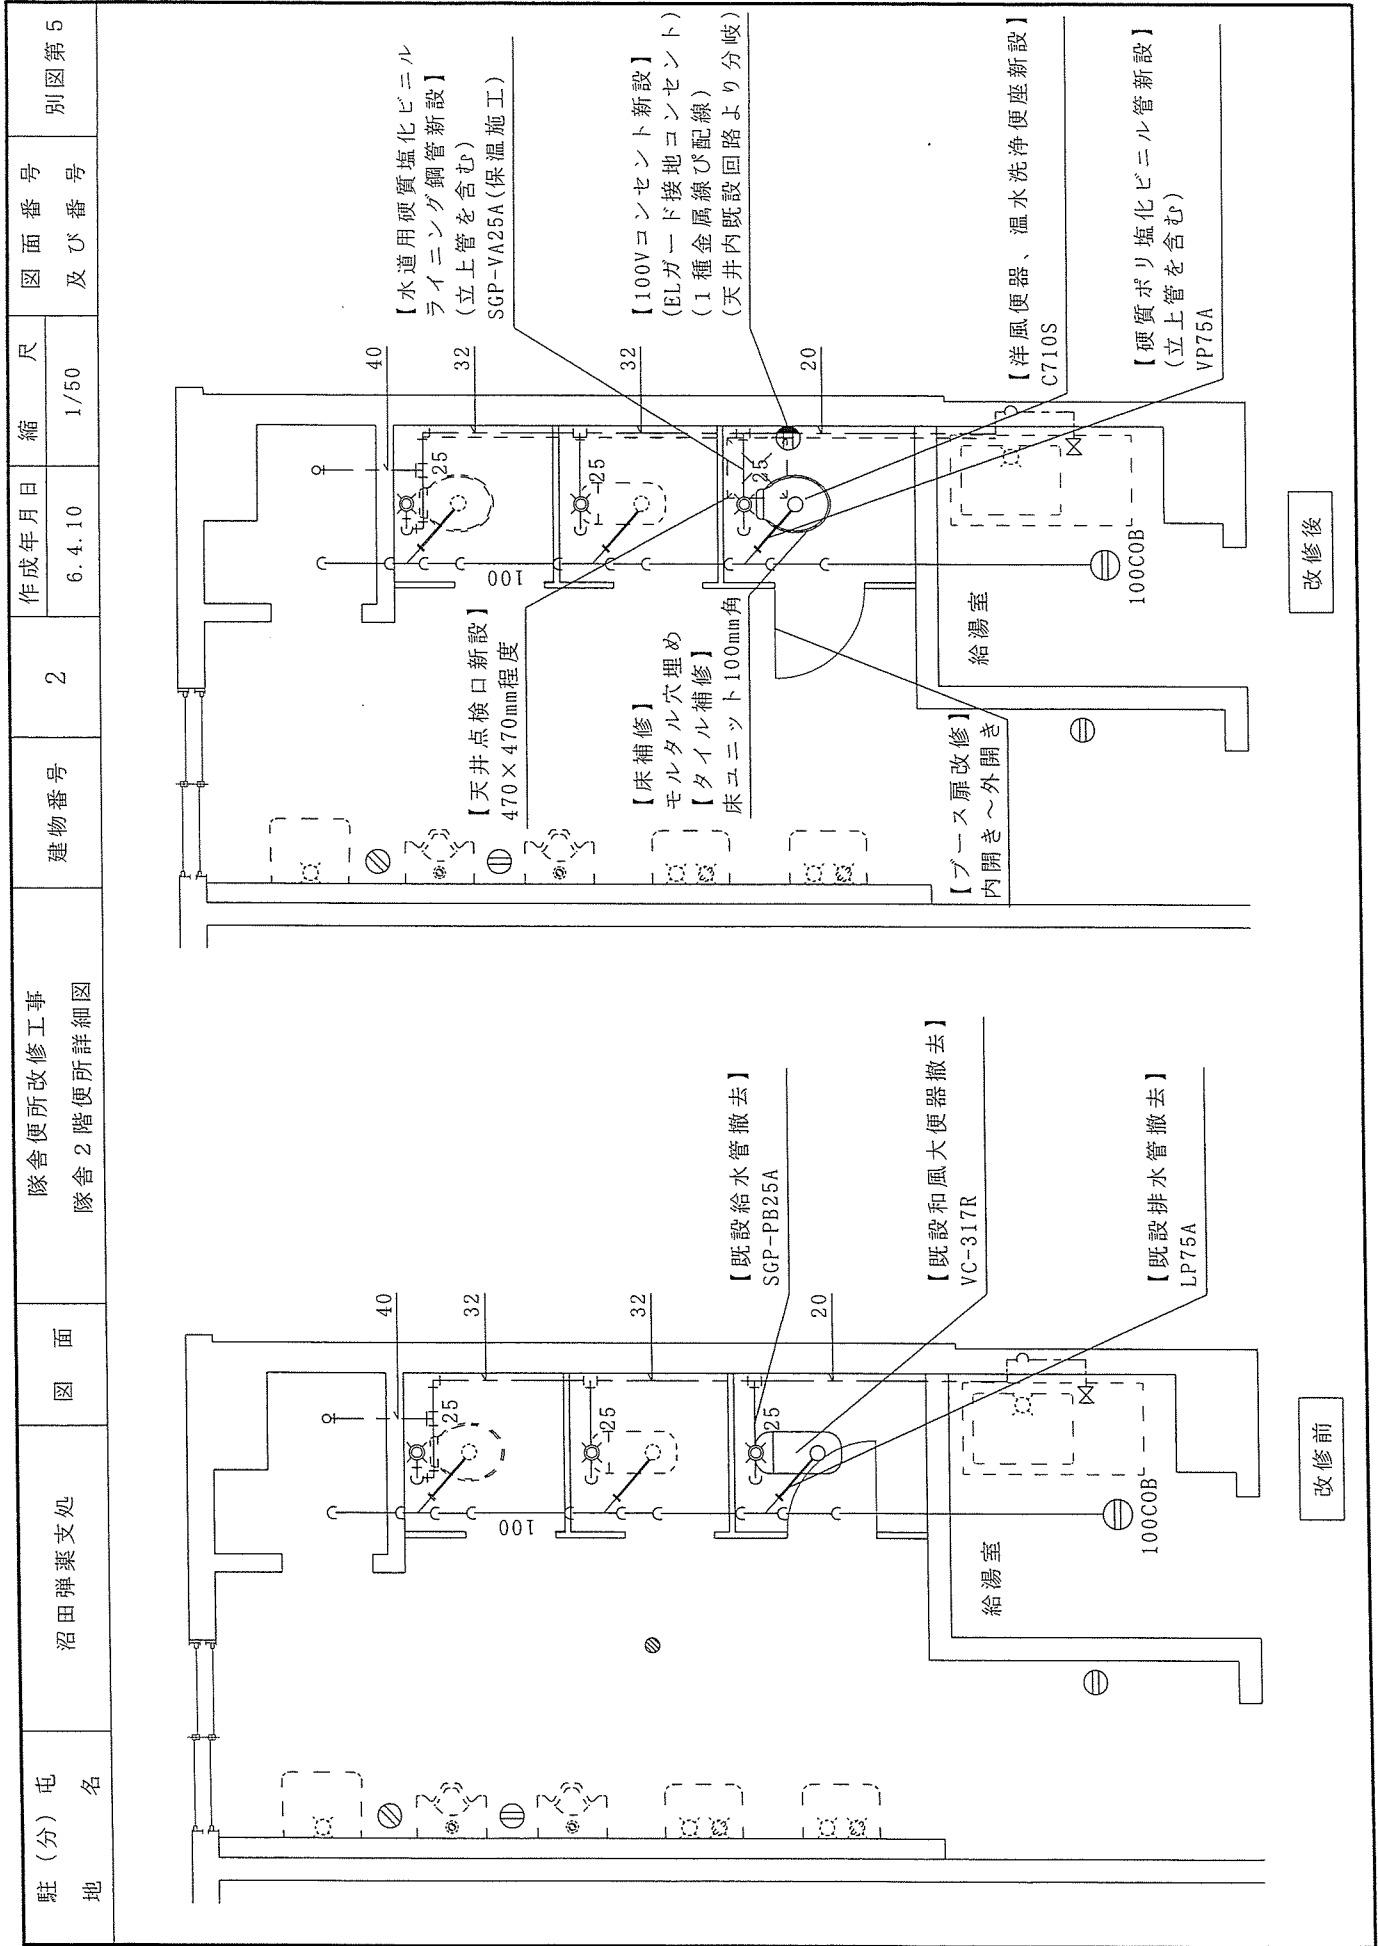 駐（分）屯
地　　名
沼田弾薬支処
図　面
隊舎便所改修工事
隊舎2階便所詳細図
建物番号
2
作成年月日
6.4.10
縮　尺
1/50
図面番号
及び番号
別図第5
40
32
32
20
25
25
25
100
【既設給水管撤去】
SGP-PB25A
【既設和風大便器撤去】
VC-317R
【既設排水管撤去】
LP75A
給湯室
100COB
改修前
40
32
32
20
25
25
25
100
【水道用硬質塩化ビニル
ライニング鋼管新設】
(立上管を含む)
SGP-VA25A(保温施工)
【100Vコンセント新設】
(ELガード接地コンセント)
(1種金属線ぴ配線)
(天井内既設回路より分岐)
【洋風便器、温水洗浄便座新設】
C710S
【硬質ポリ塩化ビニル管新設】
(立上管を含む)
VP75A
【天井点検口新設】
470×470mm程度
【床補修】
モルタル穴埋め
【タイル補修】
床ユニット100mm角
【ブース扉改修】
内開き～外開き
給湯室
100COB
改修後